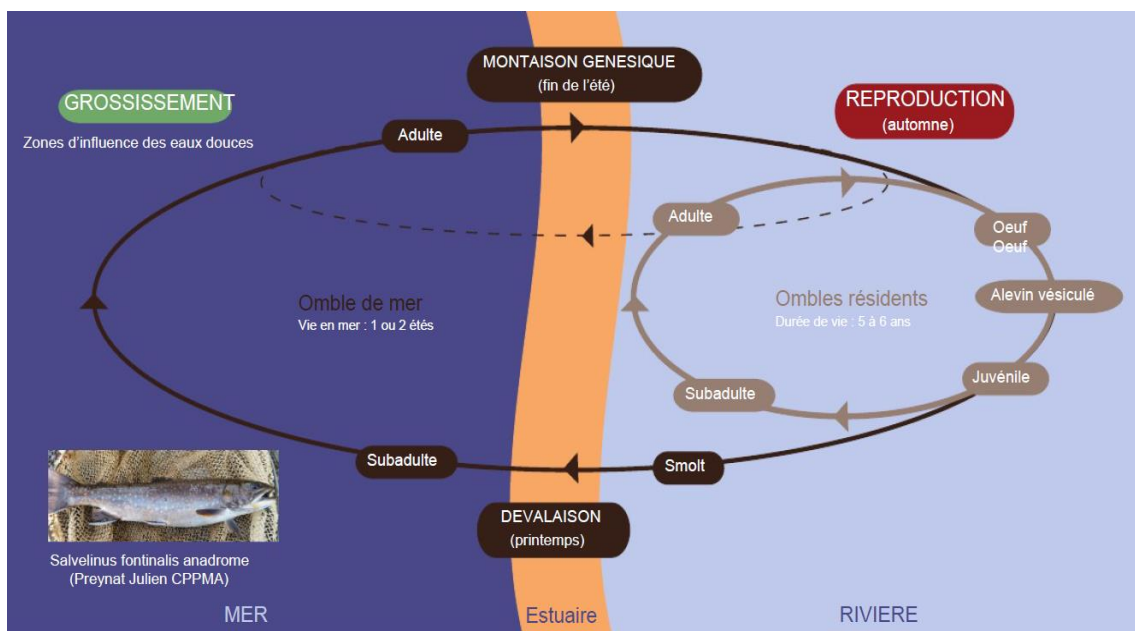 MONTAISON GENESIQUE
(fin de l'été)
GROSSISSEMENT
Zones d'influence des eaux douces
REPRODUCTION
(automne)
Adulte
Adulte
Oeuf
Oeuf
Alevin vésiculé
Omble de mer
Vie en mer : 1 ou 2 étés
Ombles résidents
Durée de vie : 5 à 6 ans
Juvénile
Subadulte
Subadulte
Smolt
DEVALAISON
(printemps)
Salvelinus fontinalis anadrome
(Preynat Julien CPPMA)
MER
Estuaire
RIVIERE